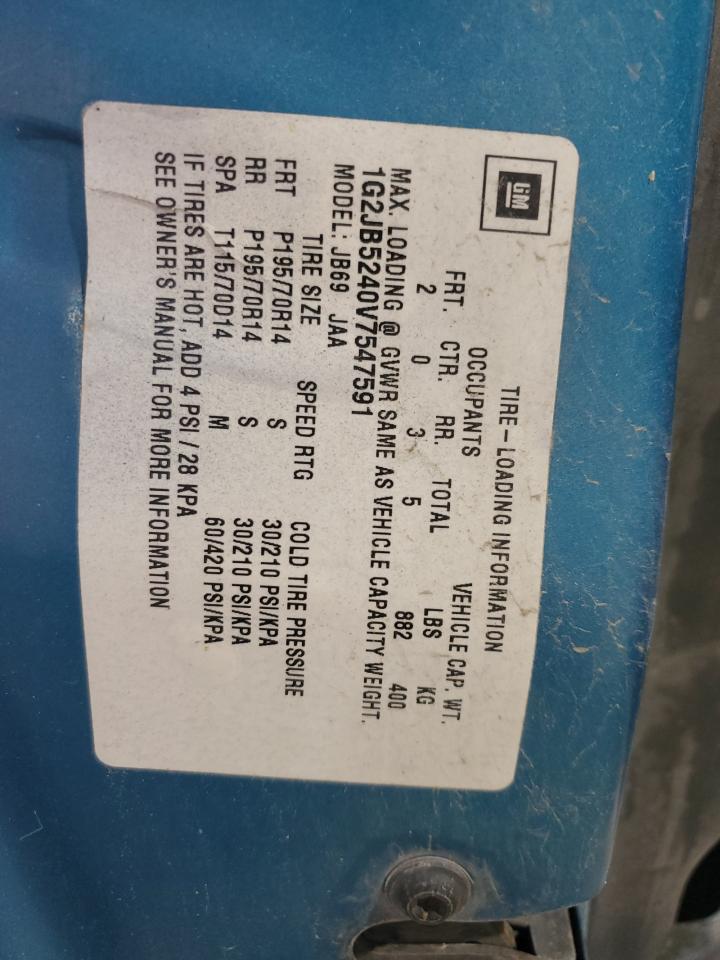 GM
TIRE-LOADING INFORMATION
OCCUPANTS VEHICLE CAP. WT.
FRT. CTR. RR. TOTAL LBS KG
2 0 3 5 882 400
MAX. LOADING @ GVWR SAME AS VEHICLE CAPACITY WEIGHT.
1G2JB5240V7547591
MODEL: JB69 JAA
TIRE SIZE SPEED RTG COLD TIRE PRESSURE
FRT P195/70R14 S 30/210 PSI/KPA
RR P195/70R14 S 30/210 PSI/KPA
SPA T115/70D14 M 60/420 PSI/KPA
IF TIRES ARE HOT, ADD 4 PSI / 28 KPA
SEE OWNER'S MANUAL FOR MORE INFORMATION